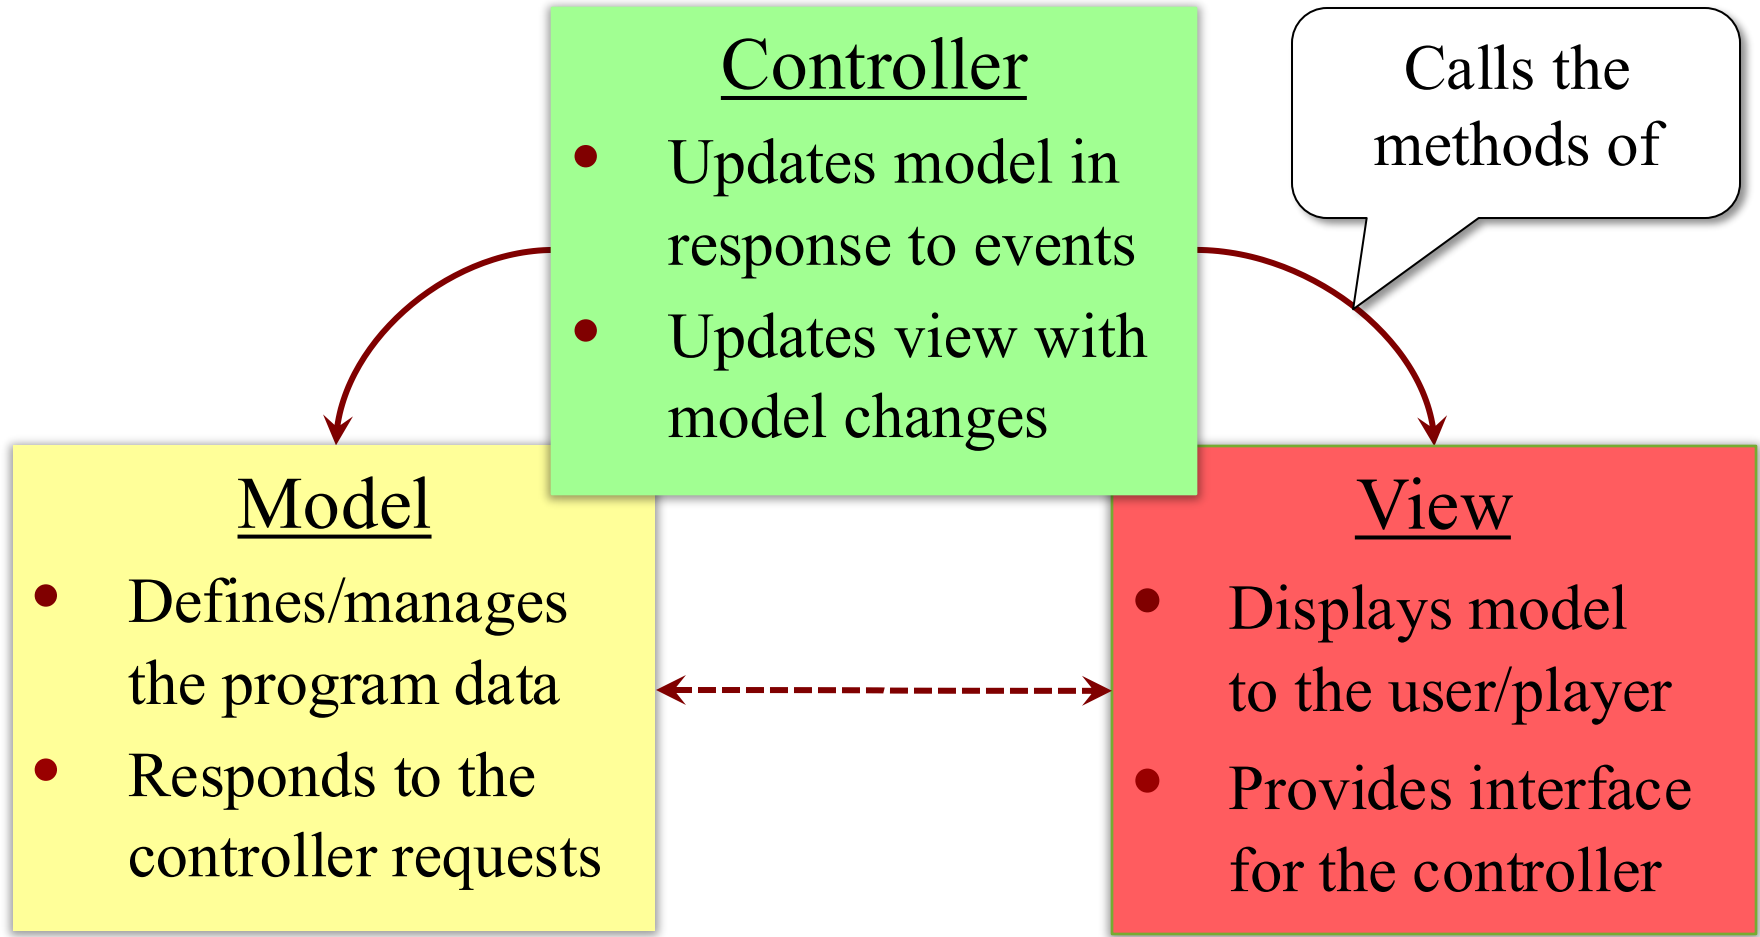 Controller
• Updates model in
response to events
• Updates view with
model changes
Calls the
methods of
Model
• Defines/manages
the program data
• Responds to the
controller requests
View
• Displays model
to the user/player
• Provides interface
for the controller